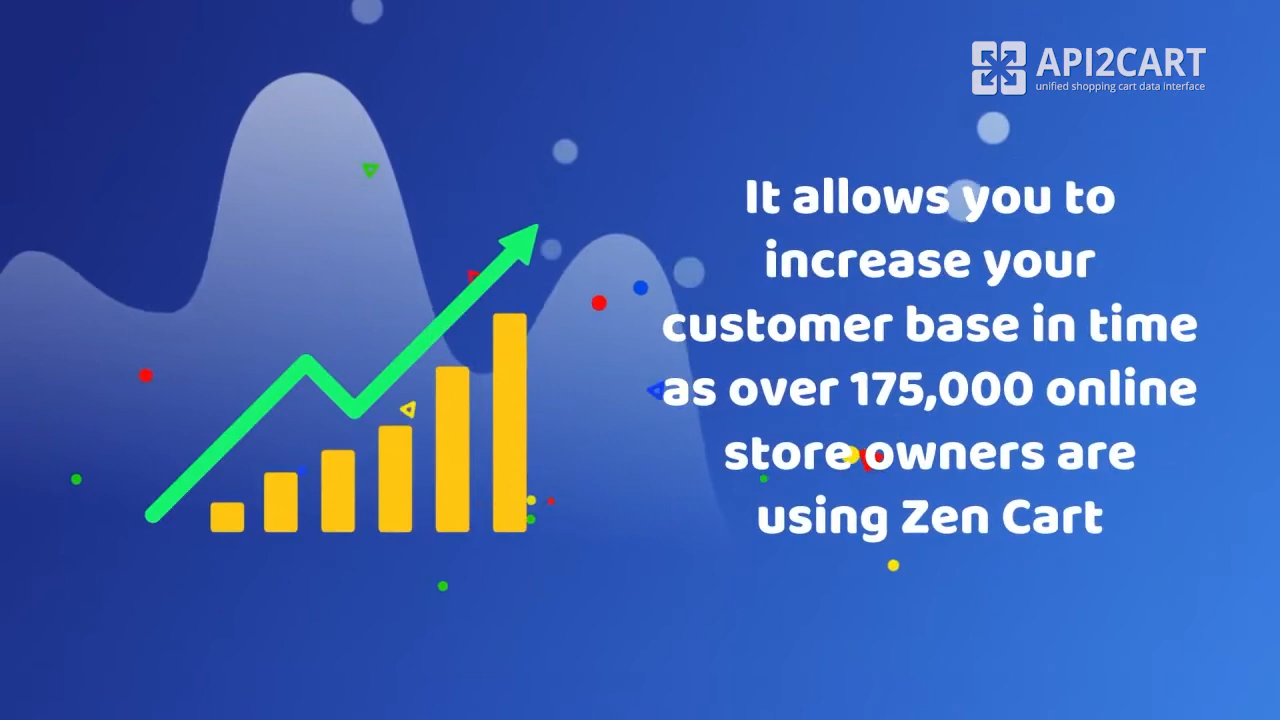 API2CART
unified shopping cart data interface
It allows you to
increase your
customer base in time
as over 175,000 online
store owners are
using Zen Cart